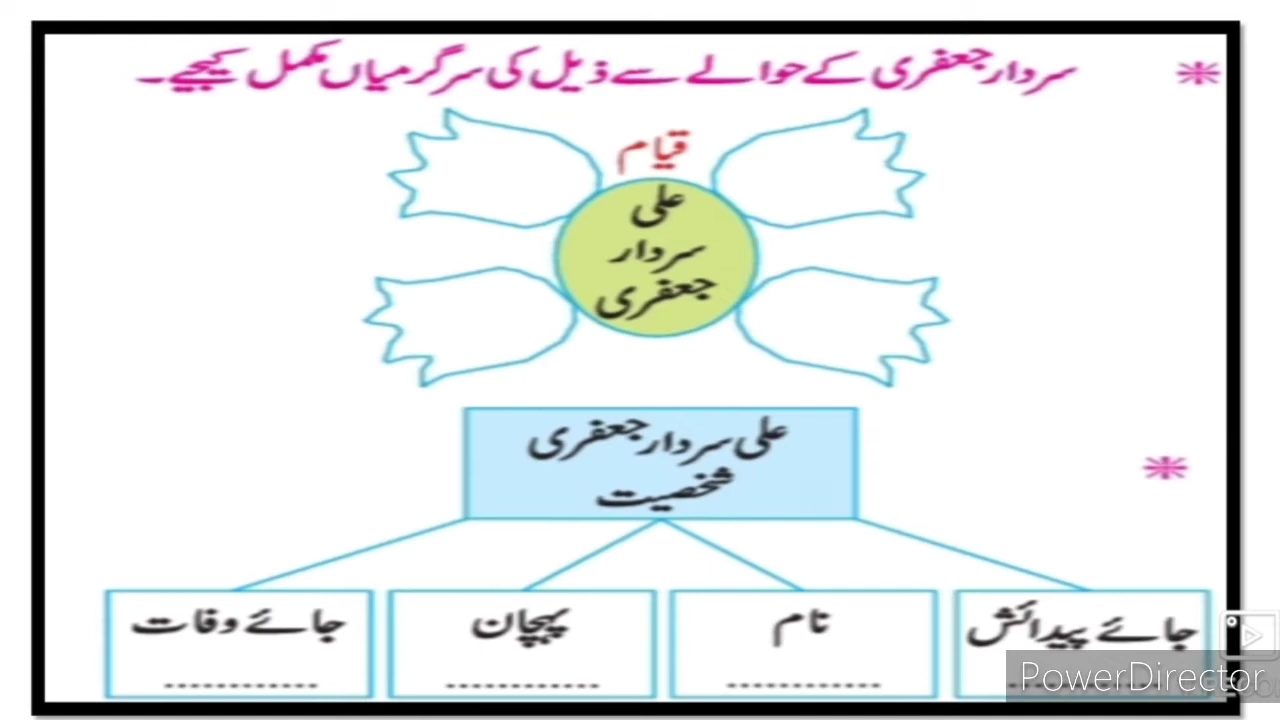 * سردار جعفری کے حوالے سے ذیل کی سرگرمیاں مکمل کیجیے۔
قیام
علی
سردار
جعفری
*
علی سردار جعفری
شخصیت
جائے پیدائش
نام
پہچان
جائے وفات
............
............
............
PowerDirector